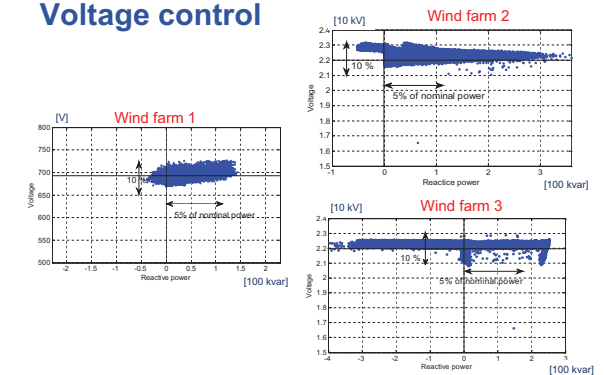 Voltage control
[10 kV]
Wind farm 2
2.4
2.3
2.2
2.1
2
1.9
1.8
1.7
1.6
1.5
Voltage
10 %
5% of nominal power
-1
0
1
2
3
Reactice power
[100 kvar]
[V]
Wind farm 1
800
750
700
650
600
550
500
Voltage
10 %
5% of nominal power
-2
-1.5
-1
-0.5
0
0.5
1
1.5
2
Reactive power
[100 kvar]
[10 kV]
Wind farm 3
2.4
2.3
2.2
2.1
2
1.9
1.8
1.7
1.6
1.5
Voltage
10 %
5% of nominal power
-4
-3
-2
-1
0
1
2
3
Reactive power
[100 kvar]